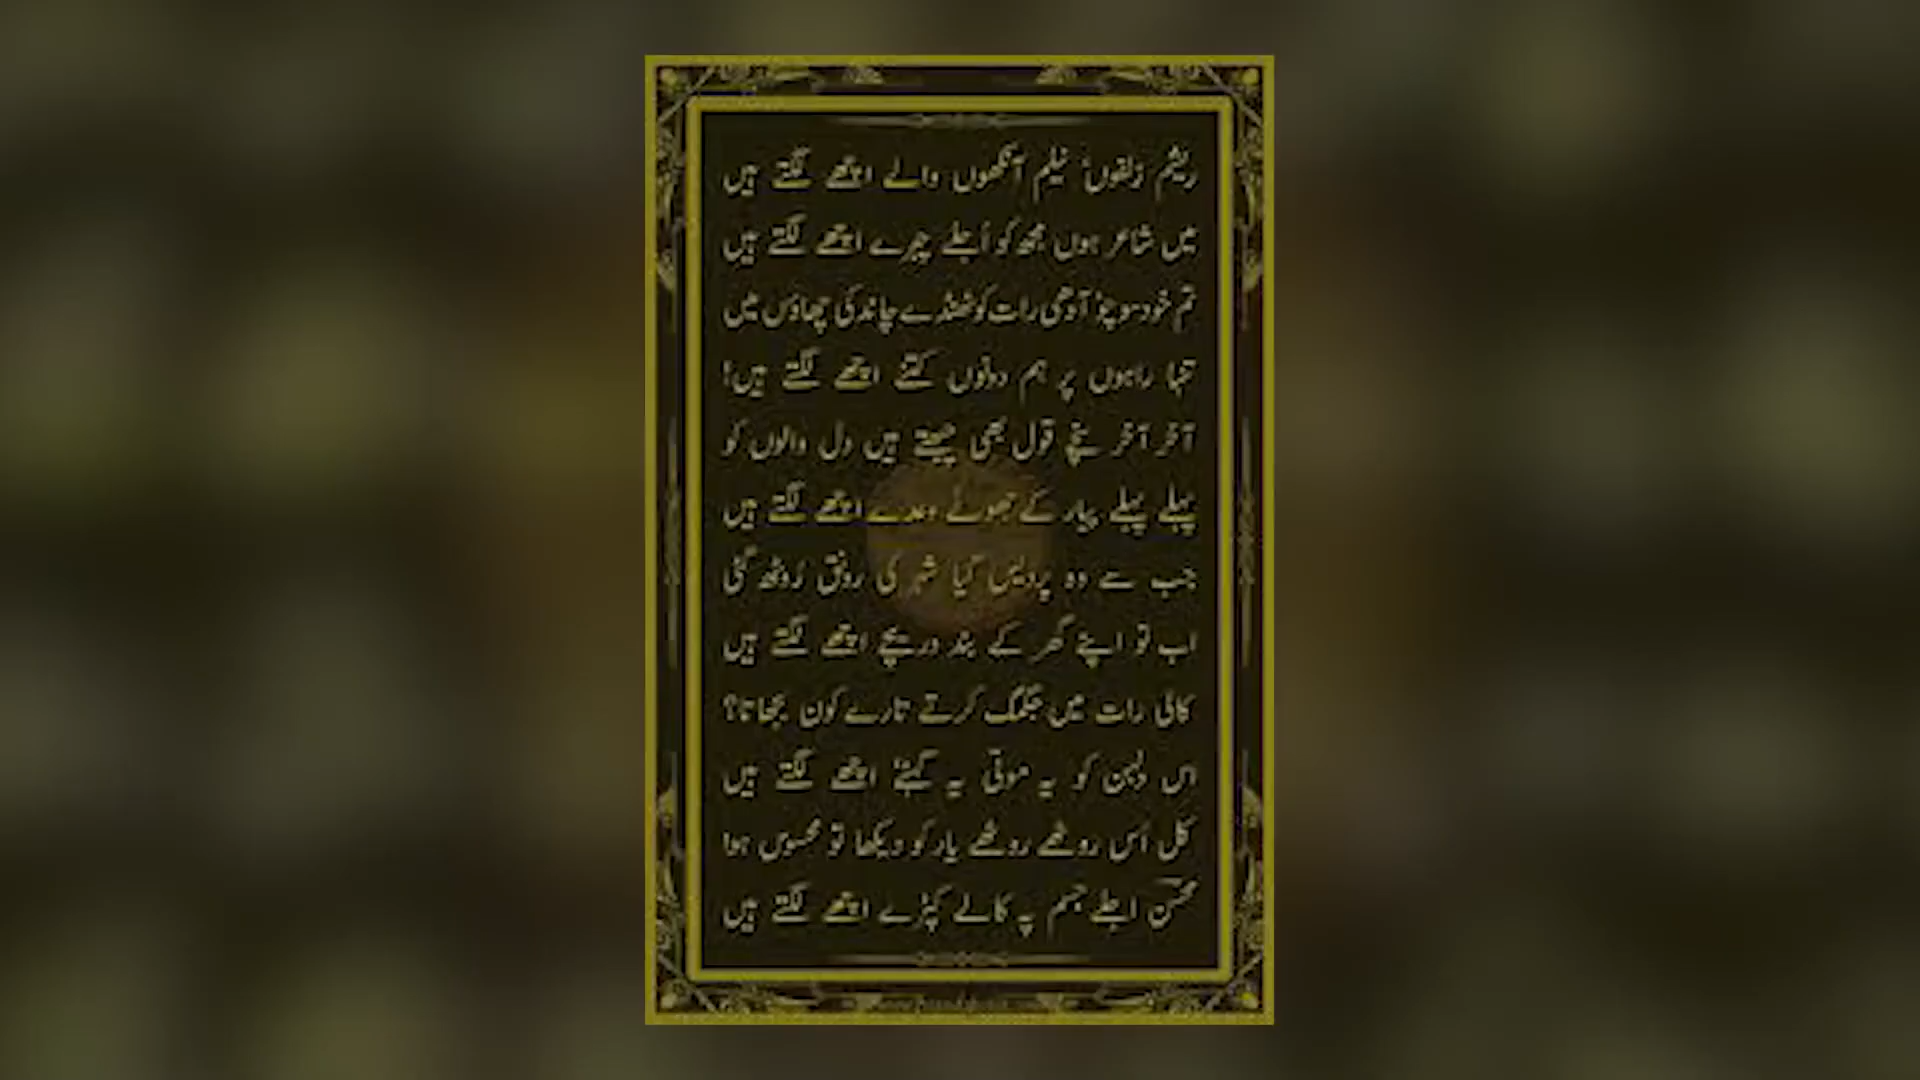 ریشم زلفوں' نیلم آنکھوں والے اچھے لگتے ہیں
میں شاعر ہوں مجھ کو اُجلے چہرے اچھے لگتے ہیں
تم خود سوچو' آدھی رات کو ٹھنڈے چاند کی چھاؤں میں
تنہا راہوں پر ہم دونوں کتنے اچھے لگتے ہیں!
آخر آخر سچے قول بھی چبھتے ہیں دل والوں کو
پہلے پہلے پیار کے جھوٹے وعدے اچھے لگتے ہیں
جب سے وہ پردیس گیا شہر کی رونق رُوٹھ گئی
اب تو اپنے گھر کے بند دریچے اچھے لگتے ہیں
کالی رات میں جگمگ کرتے تارے کون بجھاتا؟
اس دلہن کو یہ موتی یہ گہنے' اچھے لگتے ہیں
کل اس روٹھے روٹھے یار کو دیکھا تو محسوس ہوا
محسن اجلے جسم پہ کالے کپڑے اچھے لگتے ہیں